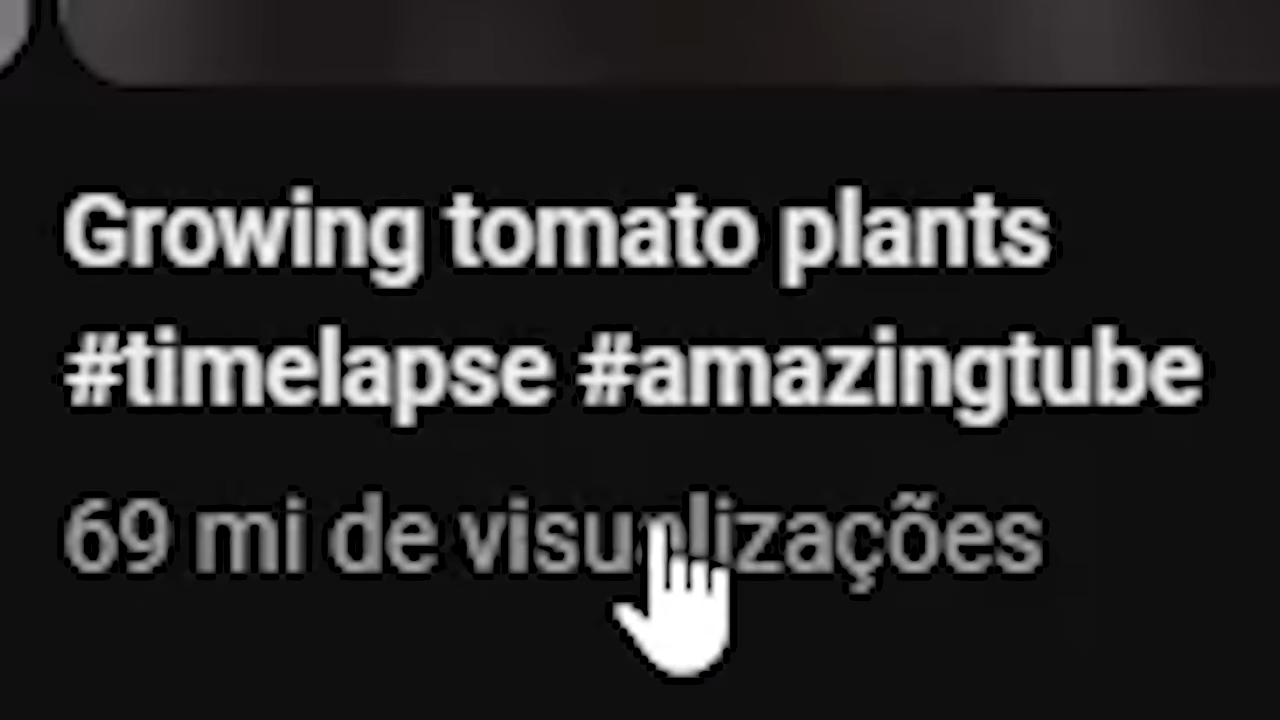 Growing tomato plants
#timelapse #amazingtube
69 mi de visualizações